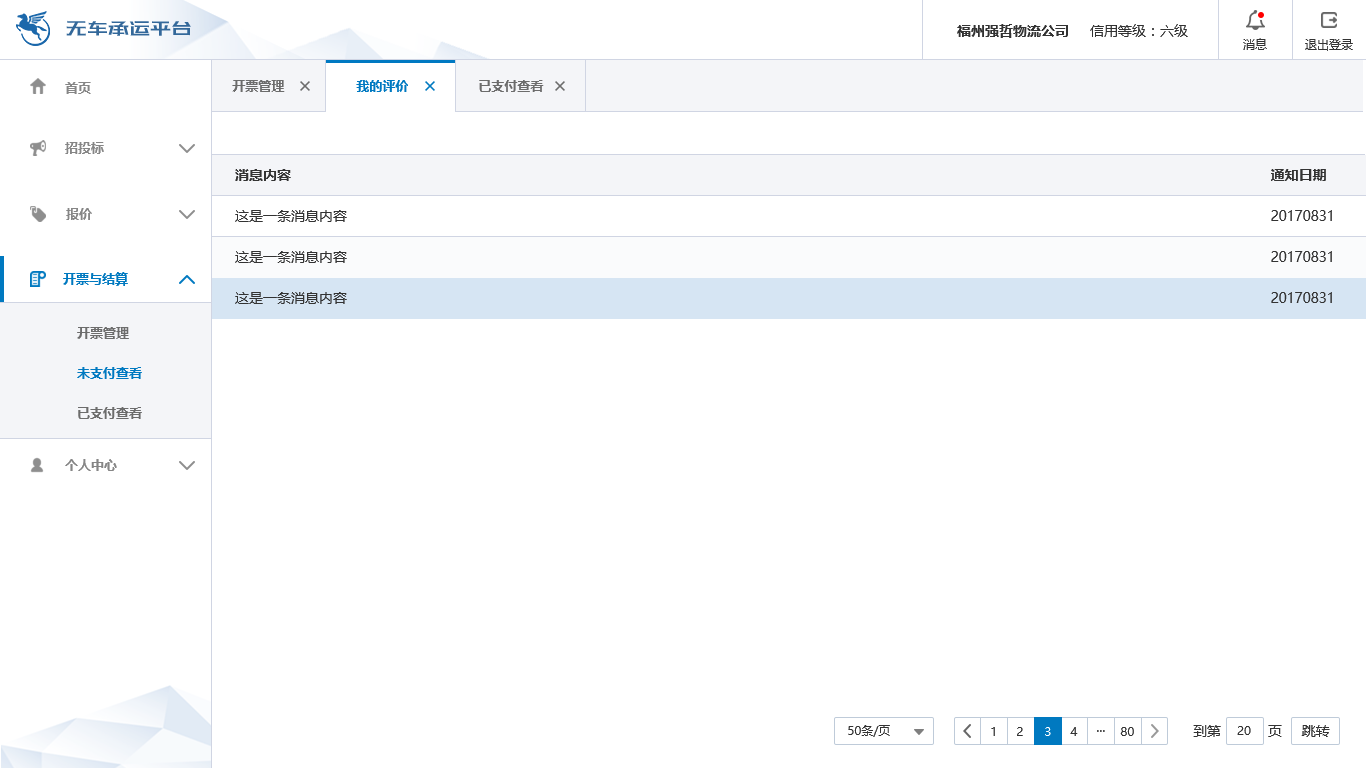 无车承运平台
福州强哲物流公司 信用等级：六级
消息
退出登录
首页
招投标
报价
开票与结算
开票管理
未支付查看
已支付查看
个人中心
开票管理 我的评价 已支付查看
消息内容 通知日期
这是一条消息内容 20170831
这是一条消息内容 20170831
这是一条消息内容 20170831
50条/页 1 2 3 4 ··· 80 到第 20 页 跳转